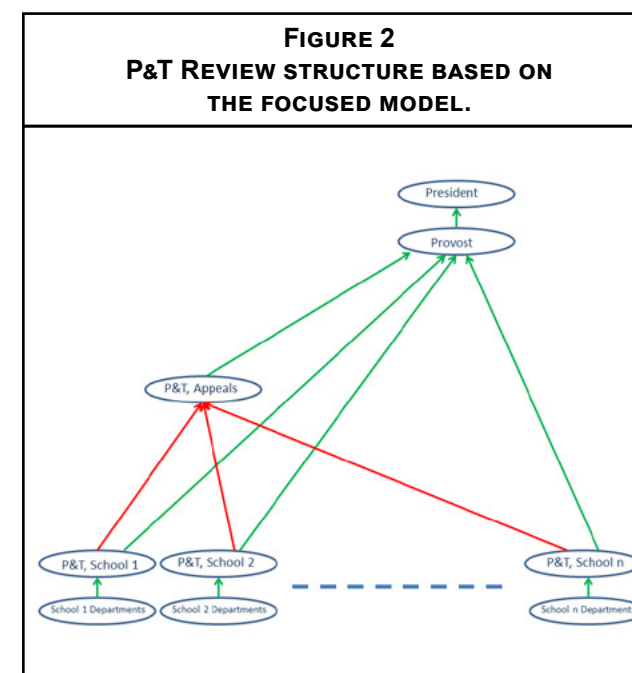 FIGURE 2
P&T REVIEW STRUCTURE BASED ON
THE FOCUSED MODEL.
President
Provost
P&T, Appeals
P&T, School 1
P&T, School 2
P&T, School n
School 1 Departments
School 2 Departments
School n Department